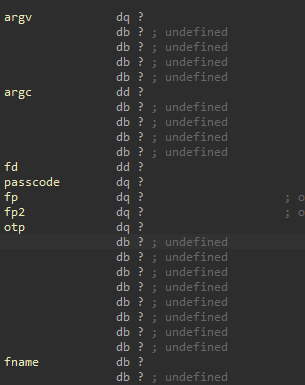 argv dq ?
db ? ; undefined
db ? ; undefined
db ? ; undefined
db ? ; undefined
argc dd ?
db ? ; undefined
db ? ; undefined
db ? ; undefined
db ? ; undefined
fd dd ?
passcode dq ?
fp dq ? ; o
fp2 dq ? ; o
otp dq ?
db ? ; undefined
db ? ; undefined
db ? ; undefined
db ? ; undefined
db ? ; undefined
db ? ; undefined
db ? ; undefined
db ? ; undefined
fname db ?
db ? ; undefined